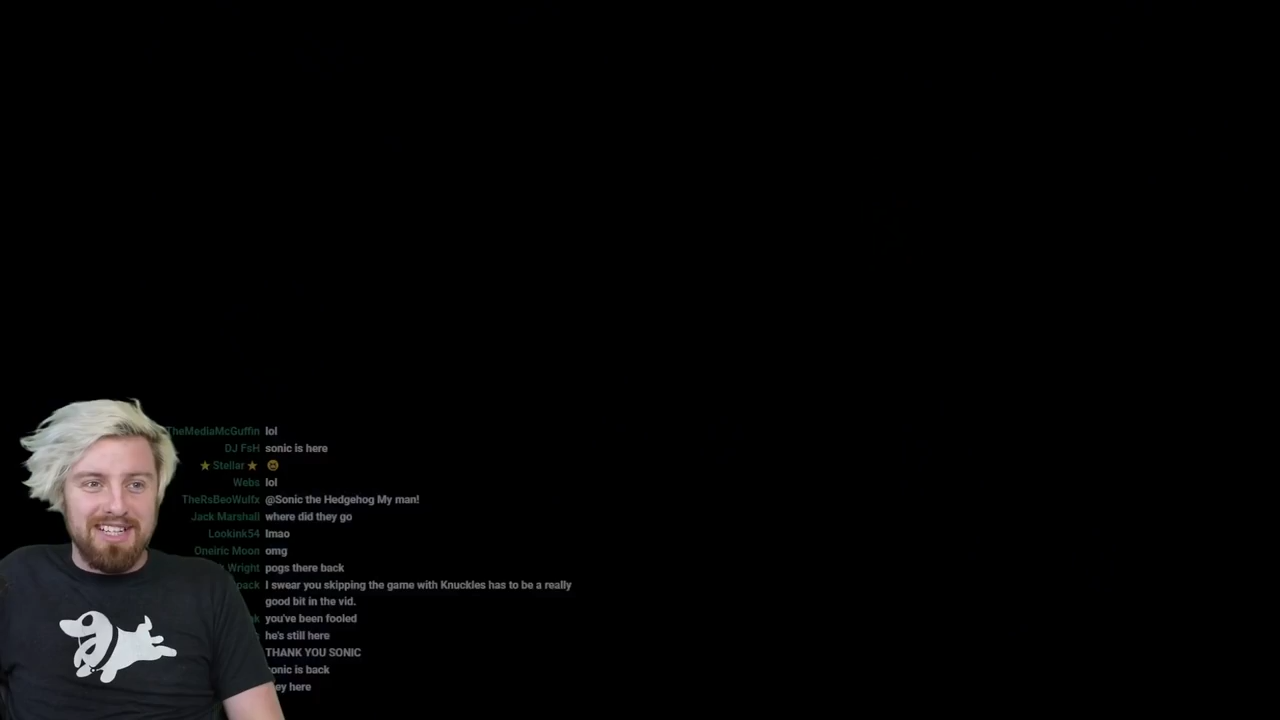 TheMediaMcGuffin lol
DJ FsH sonic is here
★ Stellar ★
Webs lol
TheRsBeoWulfx @Sonic the Hedgehog My man!
Jack Marshall where did they go
Lookink54 lmao
Oneiric Moon omg
Wright pogs there back
pack I swear you skipping the game with Knuckles has to be a really
good bit in the vid.
you've been fooled
he's still here
THANK YOU SONIC
sonic is back